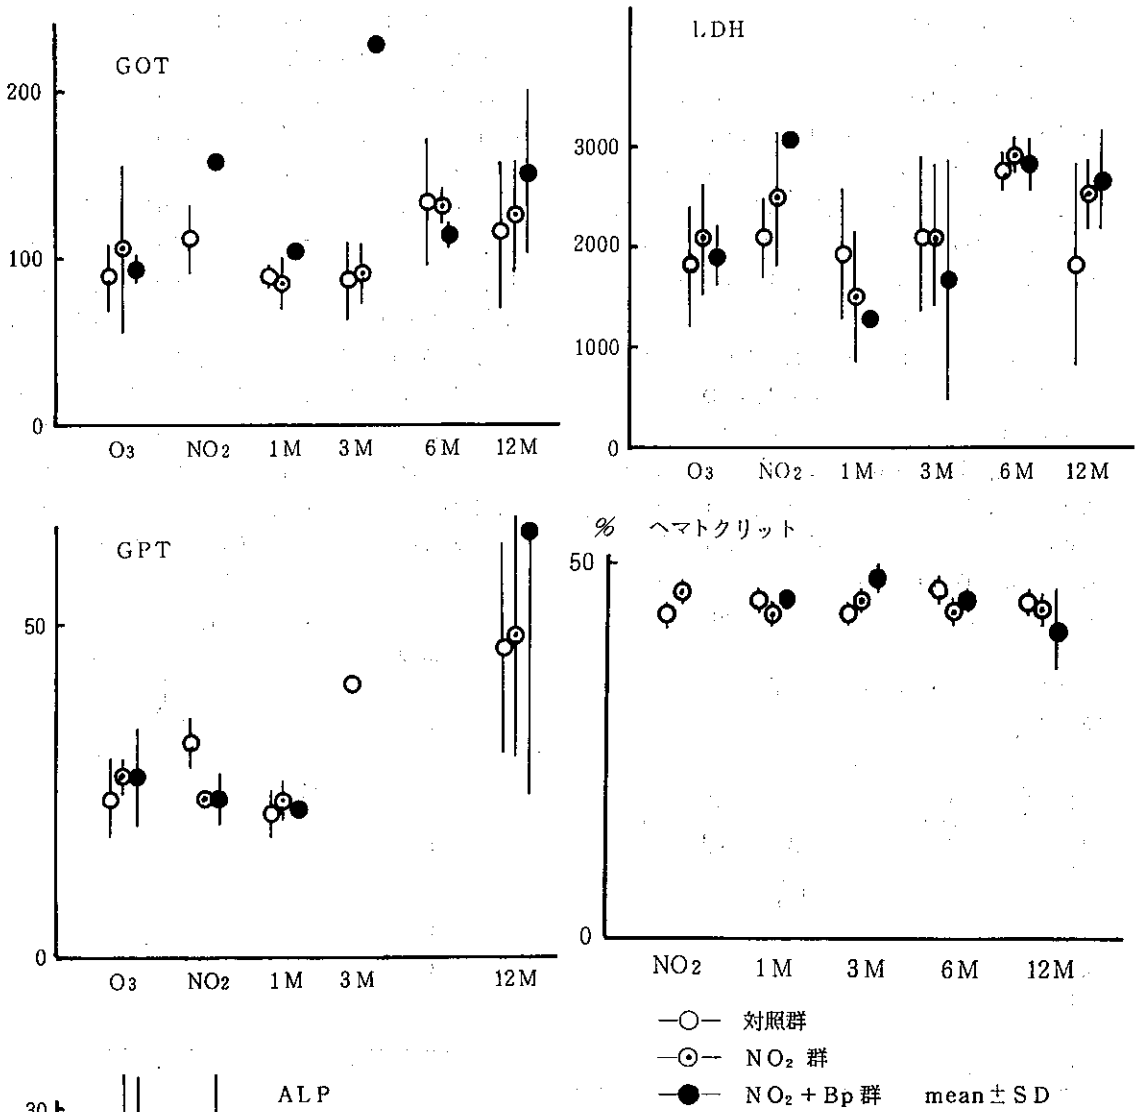 GOT
200
100
0
O3 NO2 1M 3M 6M 12M
LDH
3000
2000
1000
0
O3 NO2 1M 3M 6M 12M
GPT
50
0
O3 NO2 1M 3M 12M
% ヘマトクリット
50
0
NO2 1M 3M 6M 12M
対照群
NO2 群
NO2 + Bp 群 mean ± SD
ALP
30